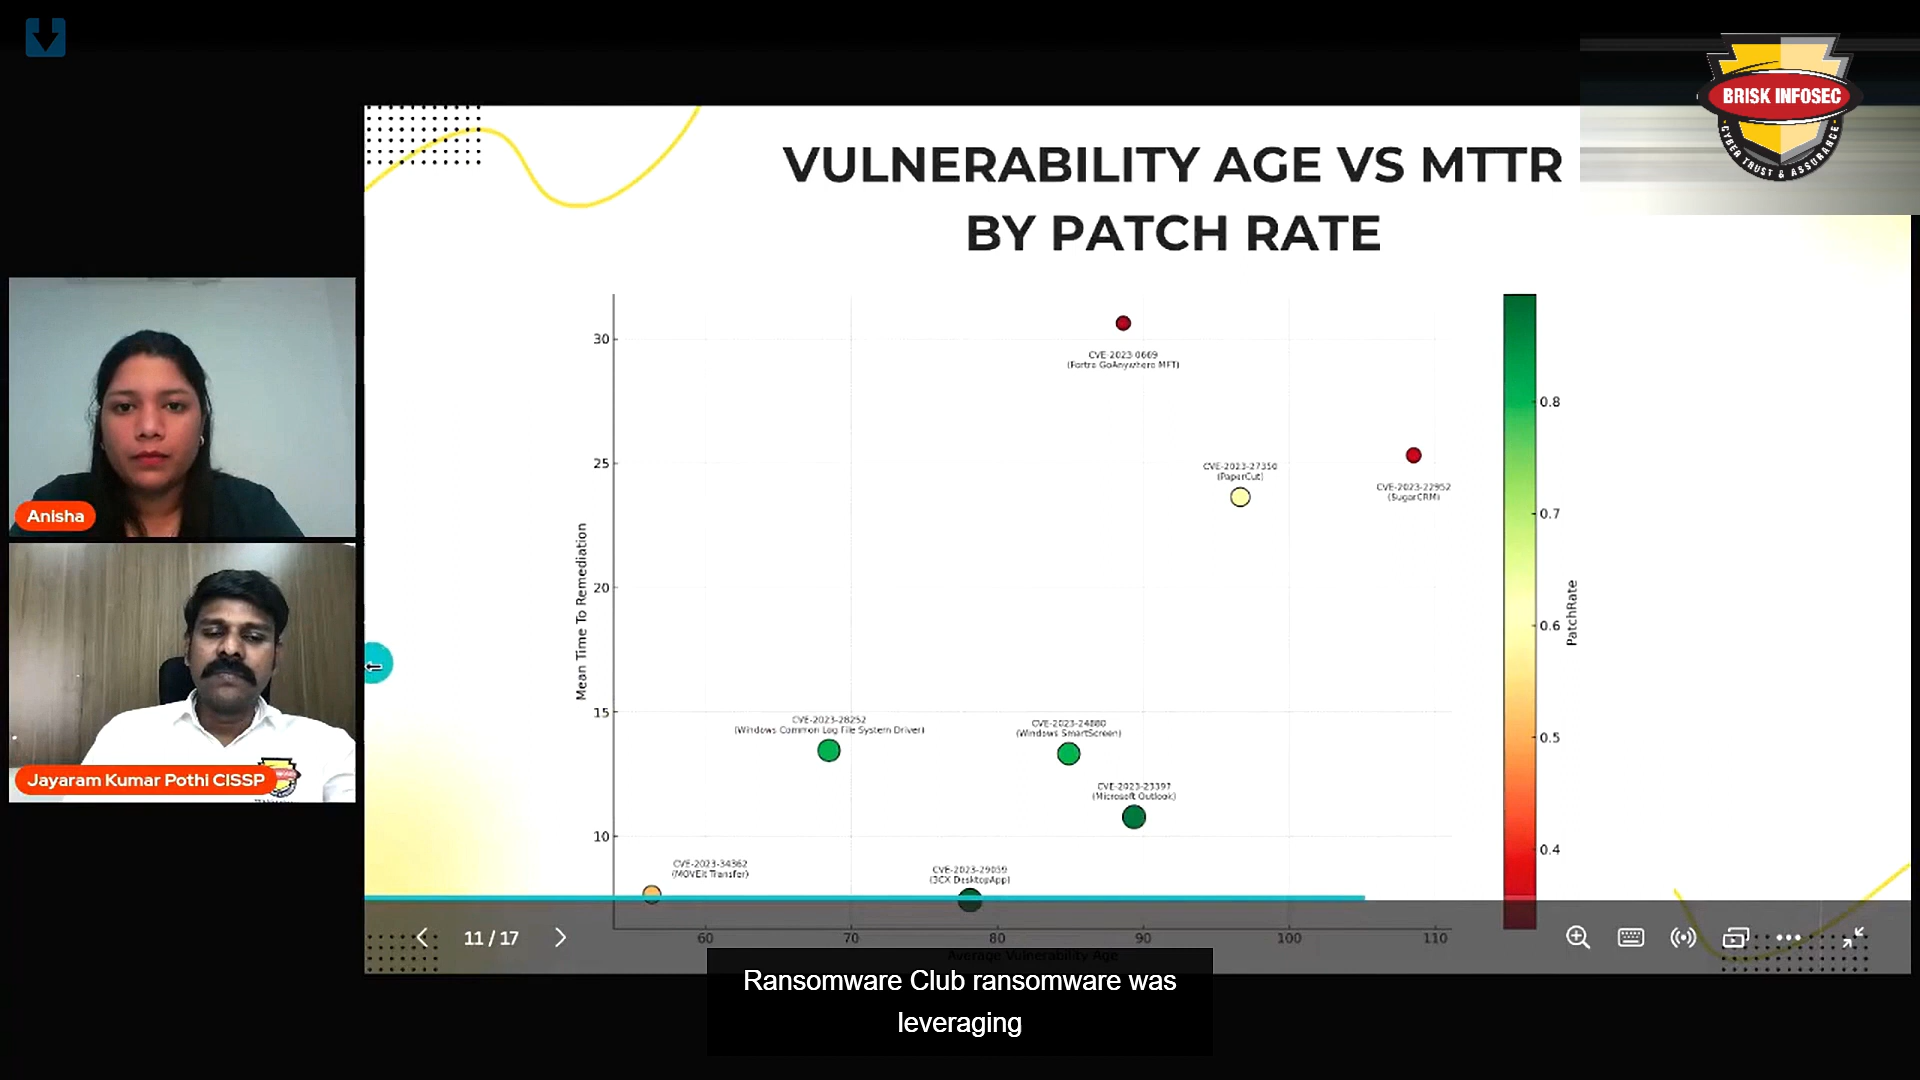 BRISK INFOSEC
CYBER TRUST & ASSURANCE
VULNERABILITY AGE VS MTTR
BY PATCH RATE
30
25
20
15
10
Mean Time To Remediation
CVE-2023-0669
(Fortra GoAnywhere MFT)
CVE-2023-27350
(PaperCut)
CVE-2023-22952
(SugarCRM)
CVE-2023-28252
(Windows Common Log File System Driver)
CVE-2023-24880
(Windows SmartScreen)
CVE-2023-23397
(Microsoft Outlook)
CVE-2023-34362
(MOVEit Transfer)
CVE-2023-29059
(3CX DesktopApp)
60
70
80
90
100
110
Average Vulnerability Age
0.8
0.7
0.6
0.5
0.4
PatchRate
Anisha
Jayaram Kumar Pothi CISSP
11 / 17
Ransomware Club ransomware was
leveraging